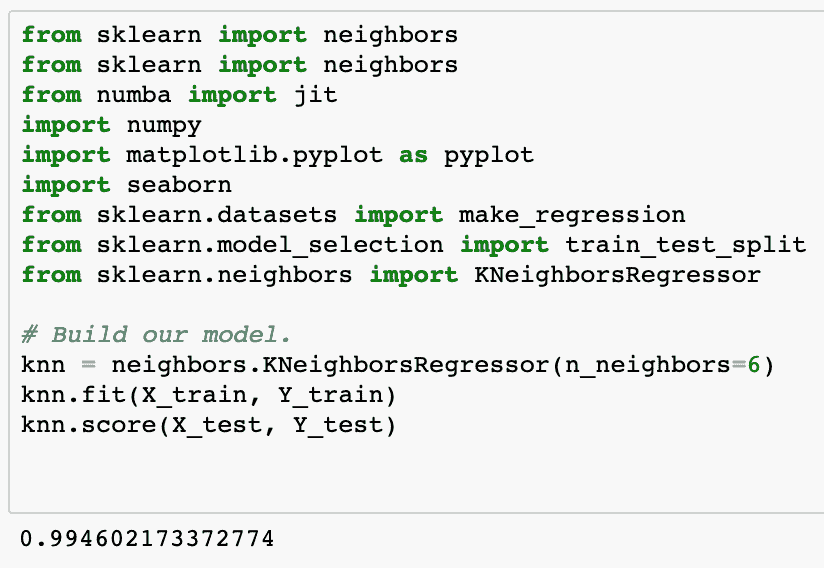 from sklearn import neighbors
from sklearn import neighbors
from numba import jit
import numpy
import matplotlib.pyplot as pyplot
import seaborn
from sklearn.datasets import make_regression
from sklearn.model_selection import train_test_split
from sklearn.neighbors import KNeighborsRegressor
# Build our model.
knn = neighbors.KNeighborsRegressor(n_neighbors=6)
knn.fit(X_train, Y_train)
knn.score(X_test, Y_test)
0.994602173372774